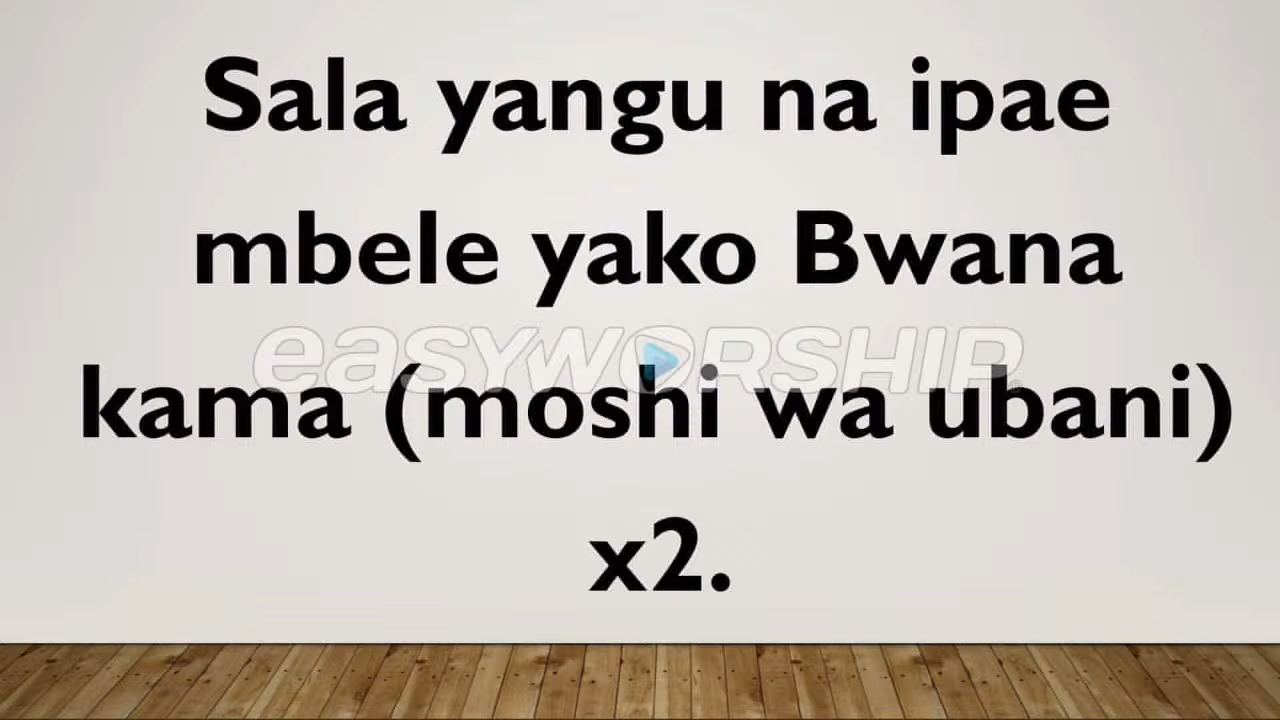 Sala yangu na ipae
mbele yako Bwana
easyworship
kama (moshi wa ubani)
x2.